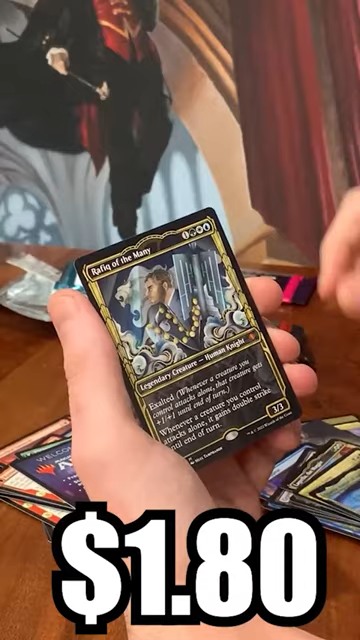 Rafiq of the Many
Legendary Creature — Human Knight
Exalted (Whenever a creature you
control attacks alone, that creature gets
+1/+1 until end of turn.)
Whenever a creature you control
attacks alone, it gains double strike
until end of turn.
3/3
WELCOME
$1.80